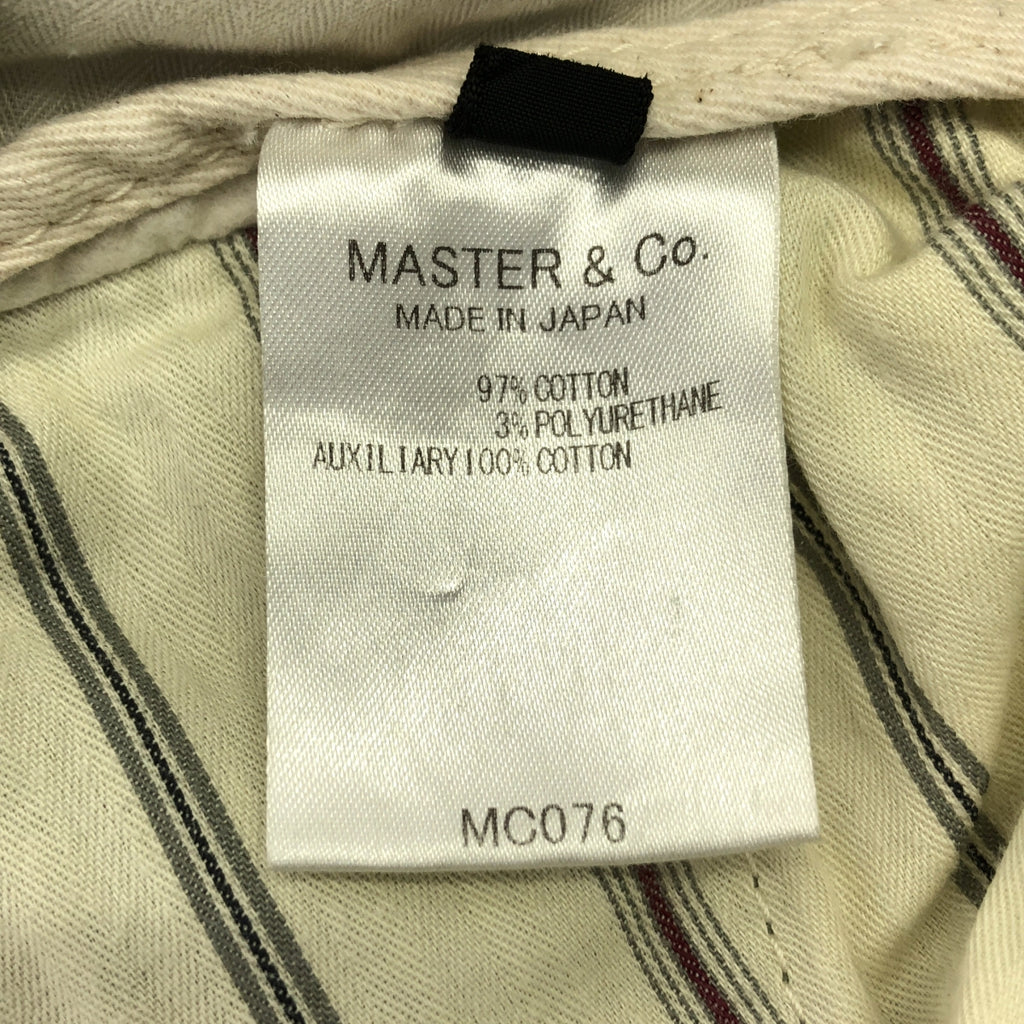 MASTER & Co.
MADE IN JAPAN
97% COTTON
3% POLYURETHANE
AUXILIARY100% COTTON
MC076